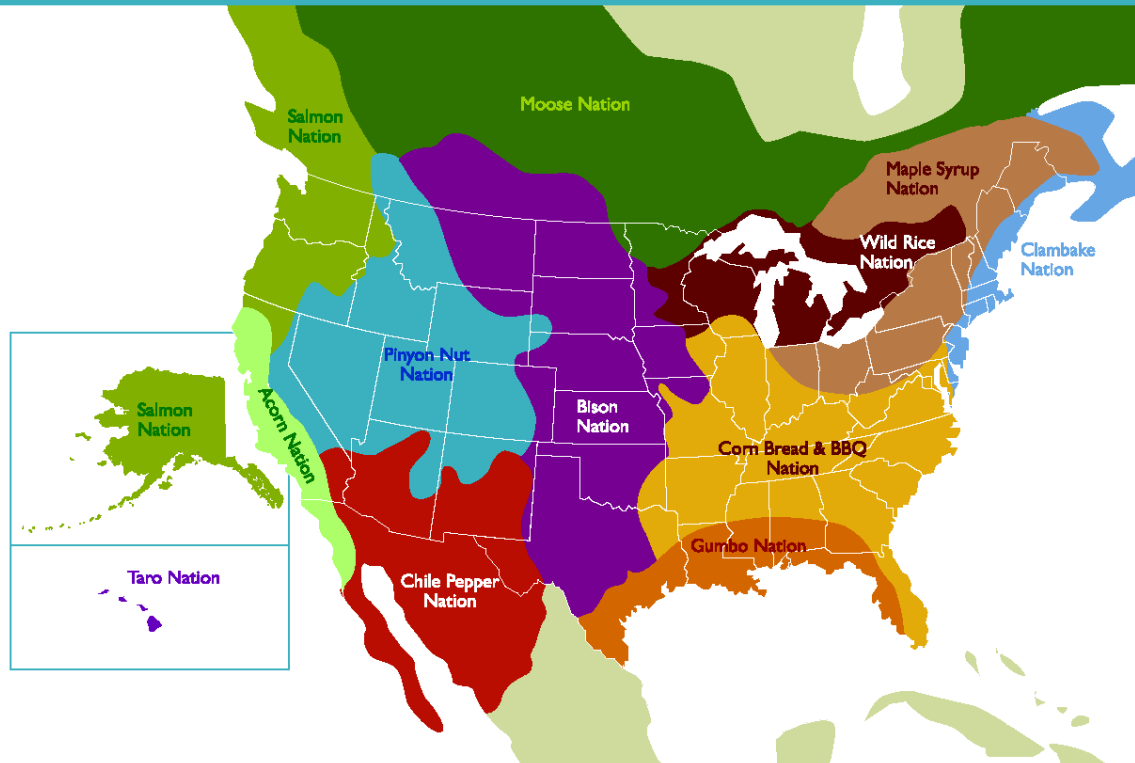 Moose Nation
Salmon
Nation
Maple Syrup
Nation
Wild Rice
Nation
Clambake
Nation
Pinyon Nut
Nation
Acorn Nation
Bison
Nation
Corn Bread & BBQ
Nation
Salmon
Nation
Gumbo Nation
Chile Pepper
Nation
Taro Nation